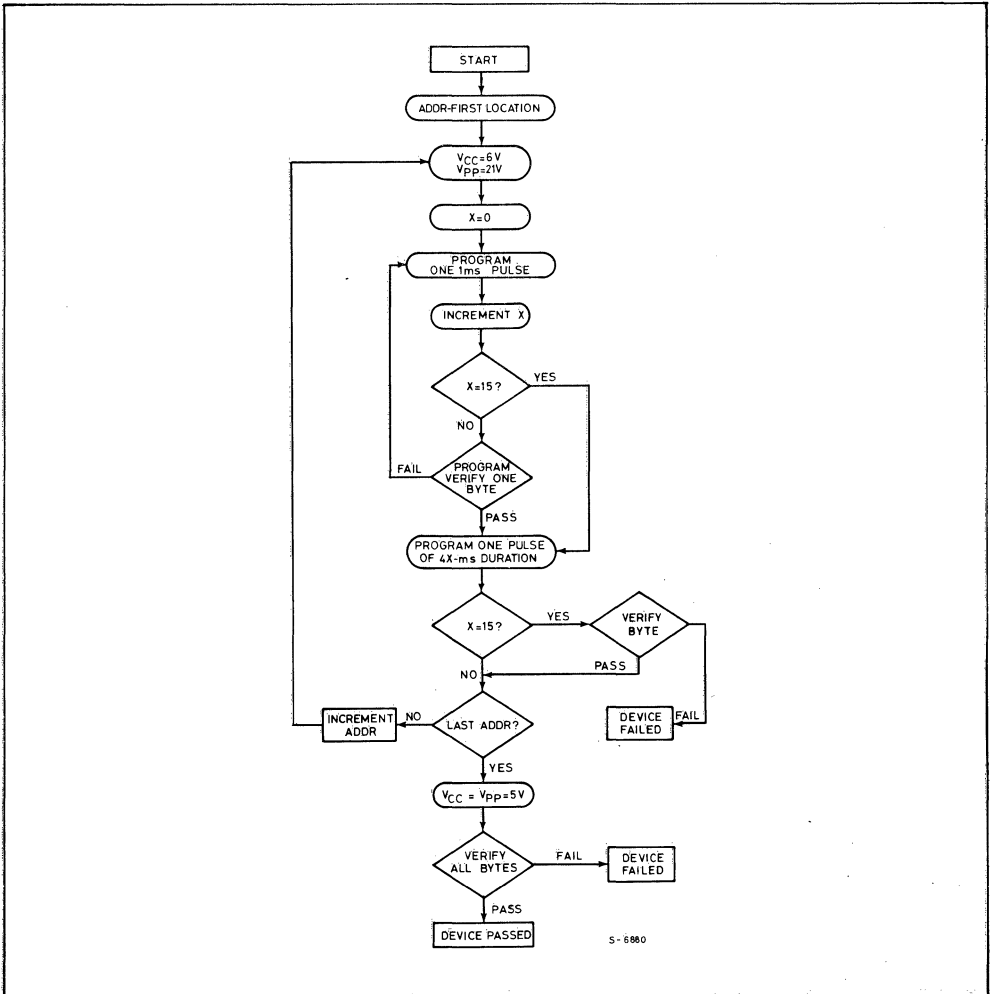 START
ADDR-FIRST LOCATION
VCC=6V
VPP=21V
X=0
PROGRAM
ONE 1ms PULSE
INCREMENT X
X=15?
YES
NO
PROGRAM
VERIFY ONE
BYTE
FAIL
PASS
PROGRAM ONE PULSE
OF 4X-ms DURATION
X=15?
YES
VERIFY
BYTE
PASS
NO
FAIL
DEVICE
FAILED
LAST ADDR?
NO
INCREMENT
ADDR
YES
VCC = VPP=5V
VERIFY
ALL BYTES
FAIL
DEVICE
FAILED
PASS
DEVICE PASSED
S-6880